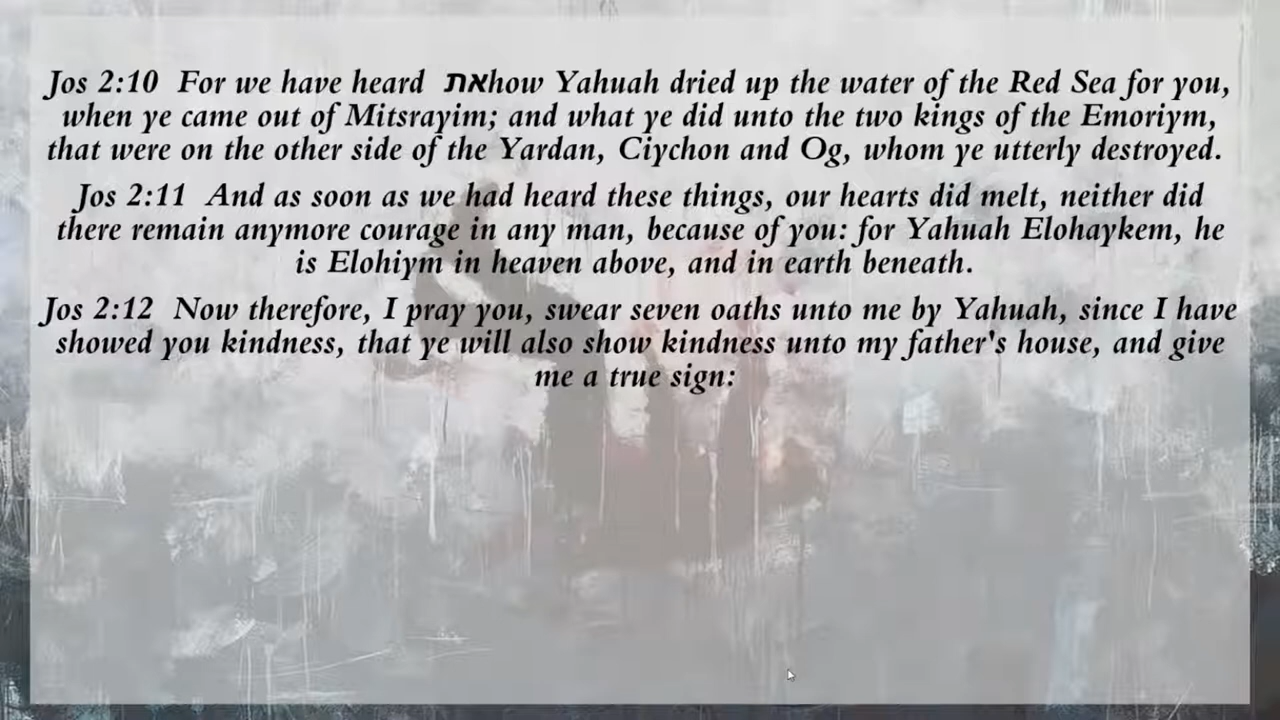 Jos 2:10 For we have heard את how Yahuah dried up the water of the Red Sea for you,
when ye came out of Mitsrayim; and what ye did unto the two kings of the Emoriym,
that were on the other side of the Yardan, Ciychon and Og, whom ye utterly destroyed.
Jos 2:11 And as soon as we had heard these things, our hearts did melt, neither did
there remain anymore courage in any man, because of you: for Yahuah Elohaykem, he
is Elohiym in heaven above, and in earth beneath.
Jos 2:12 Now therefore, I pray you, swear seven oaths unto me by Yahuah, since I have
showed you kindness, that ye will also show kindness unto my father's house, and give
me a true sign: